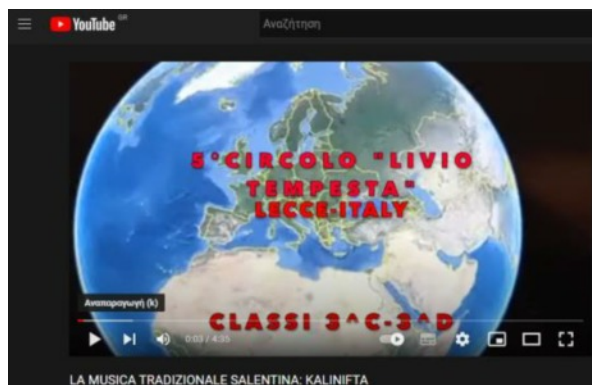 YouTube GR
Αναζήτηση
5°CIRCOLO "LIVIO
TEMPESTA"
LECCE-ITALY
Αναπαραγωγή (k)
CLASSI 3^C-3^D
0:03 / 4:35
LA MUSICA TRADIZIONALE SALENTINA: KALINIFTA